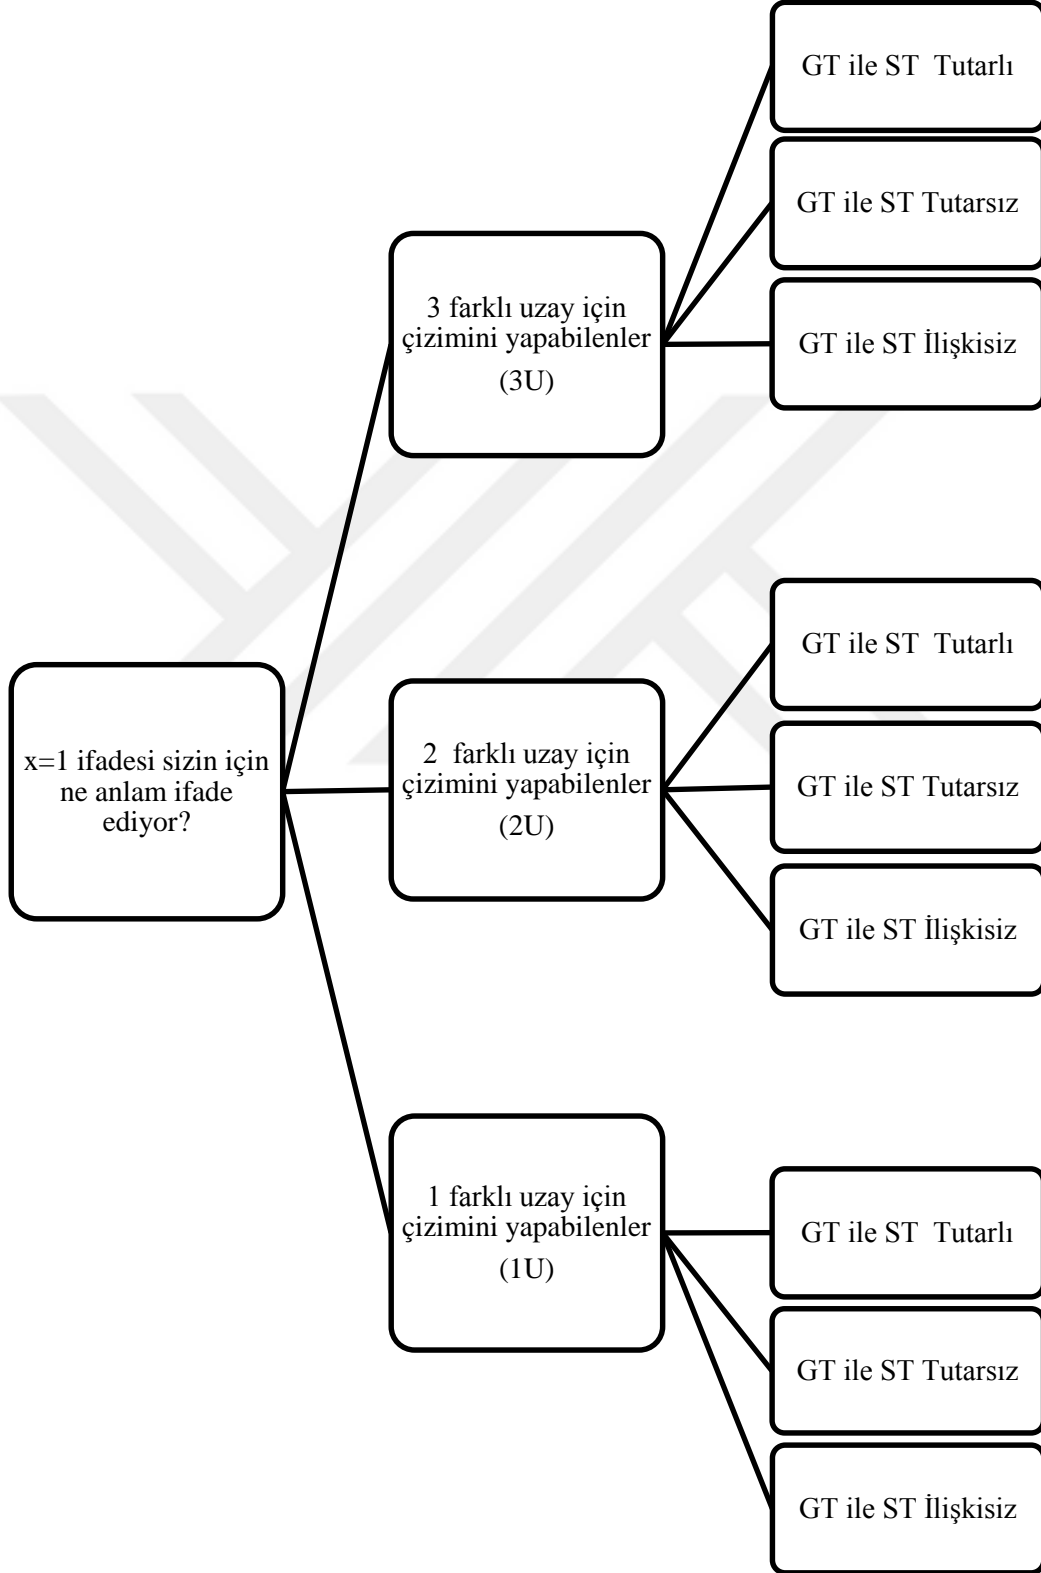 x=1 ifadesi sizin için
ne anlam ifade
ediyor?
3 farklı uzay için
çizimini yapabilenler
(3U)
GT ile ST Tutarlı
GT ile ST Tutarsız
GT ile ST İlişkisiz
2 farklı uzay için
çizimini yapabilenler
(2U)
GT ile ST Tutarlı
GT ile ST Tutarsız
GT ile ST İlişkisiz
1 farklı uzay için
çizimini yapabilenler
(1U)
GT ile ST Tutarlı
GT ile ST Tutarsız
GT ile ST İlişkisiz